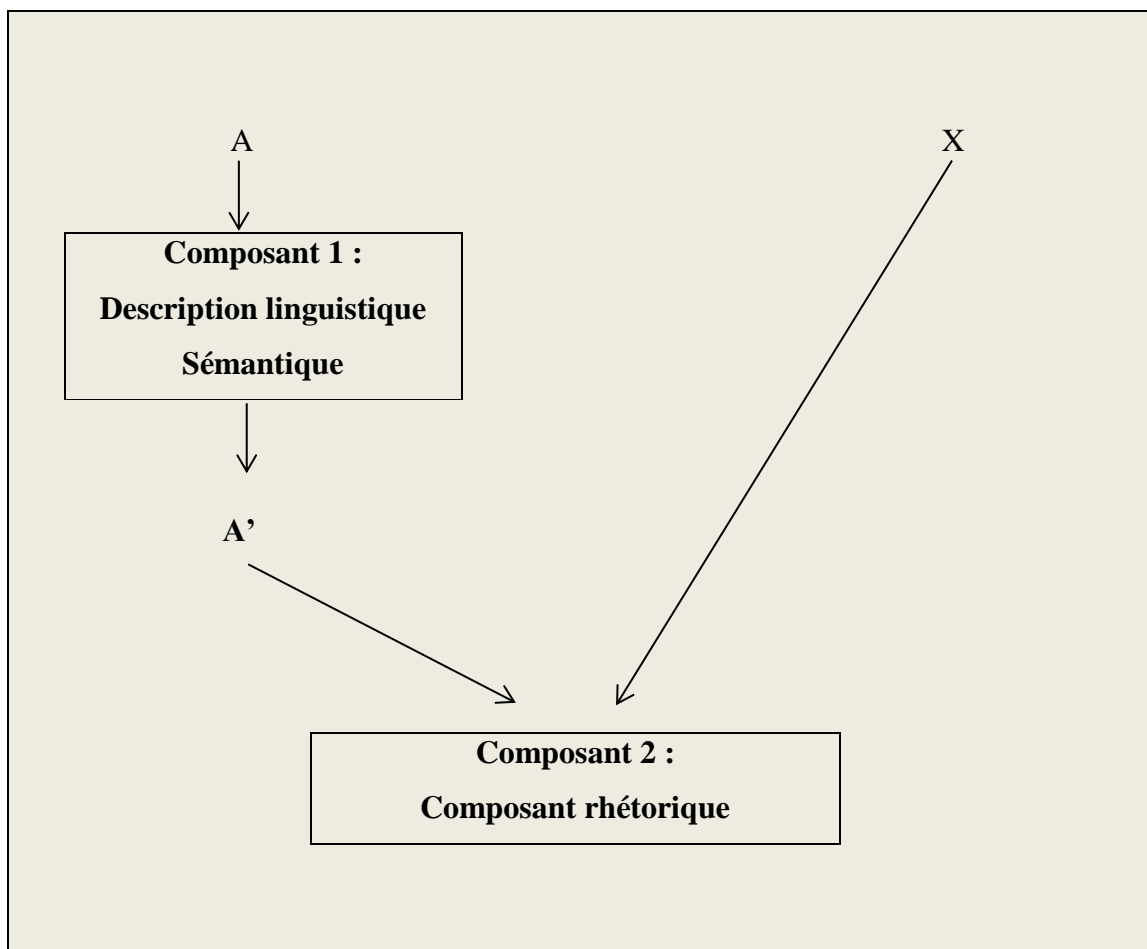 A
X
Composant 1 :
Description linguistique
Sémantique
A’
Composant 2 :
Composant rhétorique